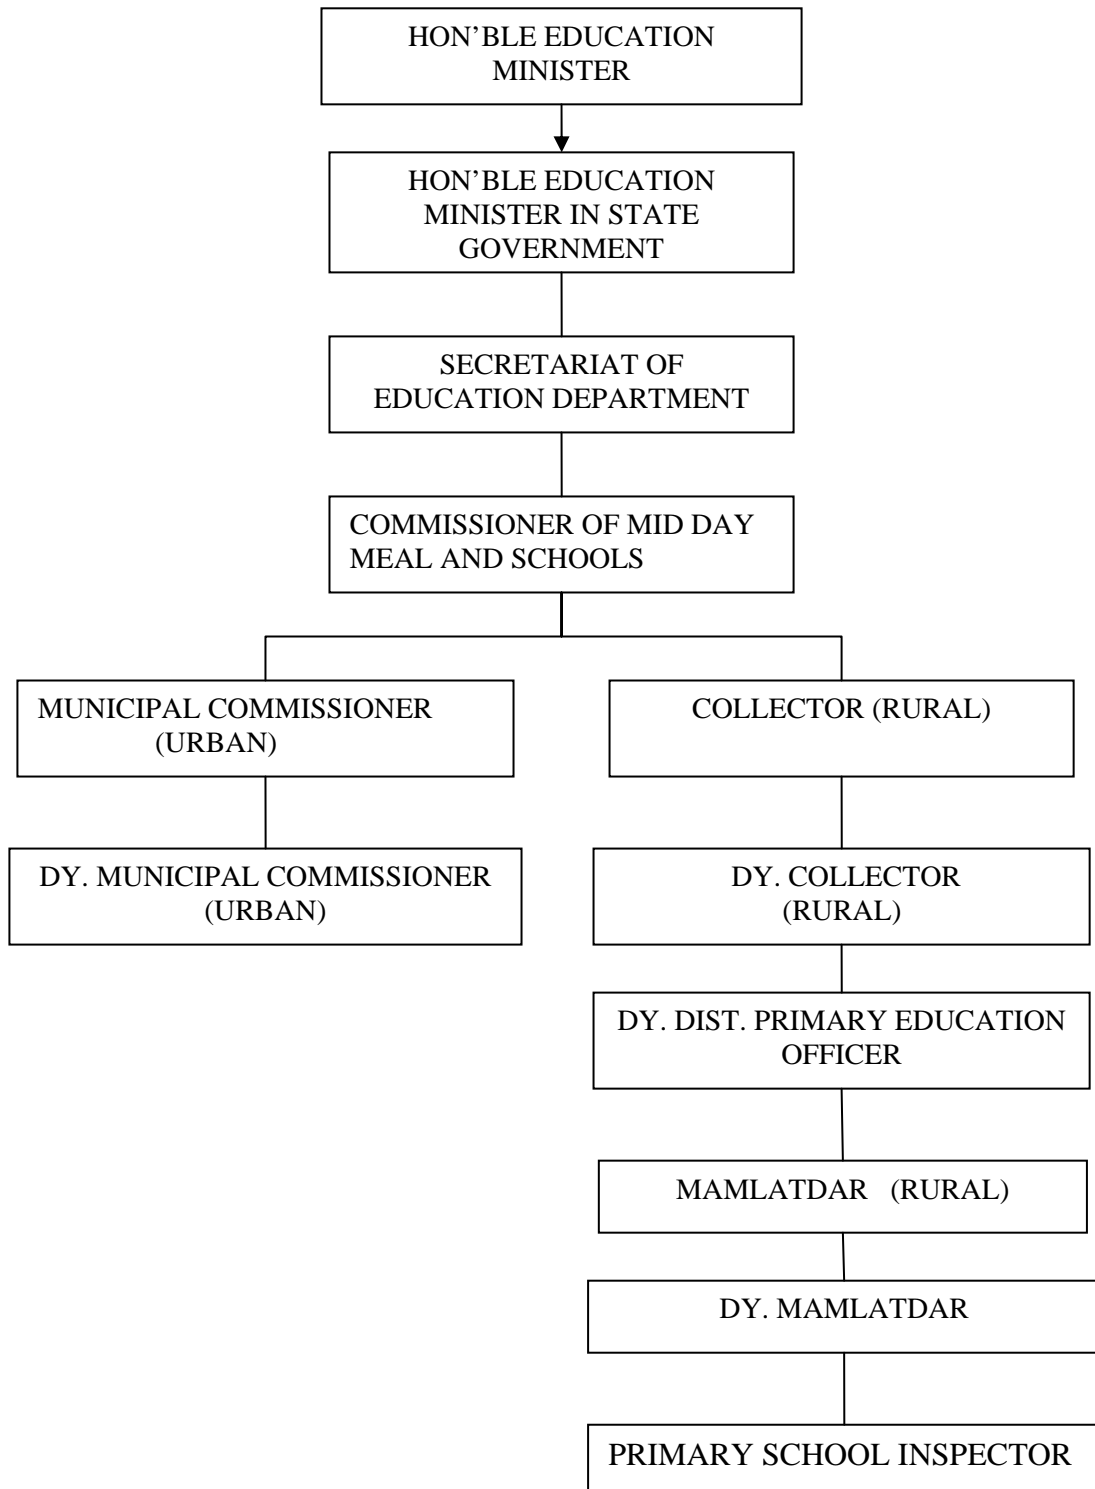 HON’BLE EDUCATION
MINISTER
HON’BLE EDUCATION
MINISTER IN STATE
GOVERNMENT
SECRETARIAT OF
EDUCATION DEPARTMENT
COMMISSIONER OF MID DAY
MEAL AND SCHOOLS
MUNICIPAL COMMISSIONER
(URBAN)
COLLECTOR (RURAL)
DY. MUNICIPAL COMMISSIONER
(URBAN)
DY. COLLECTOR
(RURAL)
DY. DIST. PRIMARY EDUCATION
OFFICER
MAMLATDAR (RURAL)
DY. MAMLATDAR
PRIMARY SCHOOL INSPECTOR